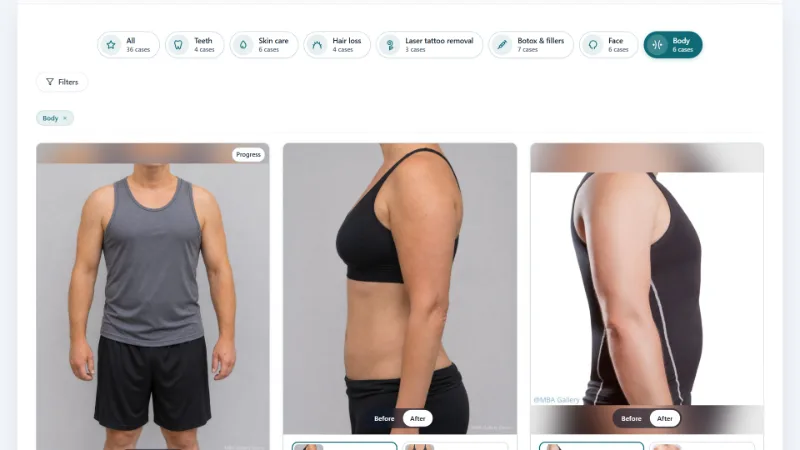 All
36 cases
Teeth
4 cases
Skin care
6 cases
Hair loss
4 cases
Laser tattoo removal
3 cases
Botox & fillers
7 cases
Face
6 cases
Body
6 cases
Filters
Body ×
Progress
Before After
@MBA Gallery
Before After